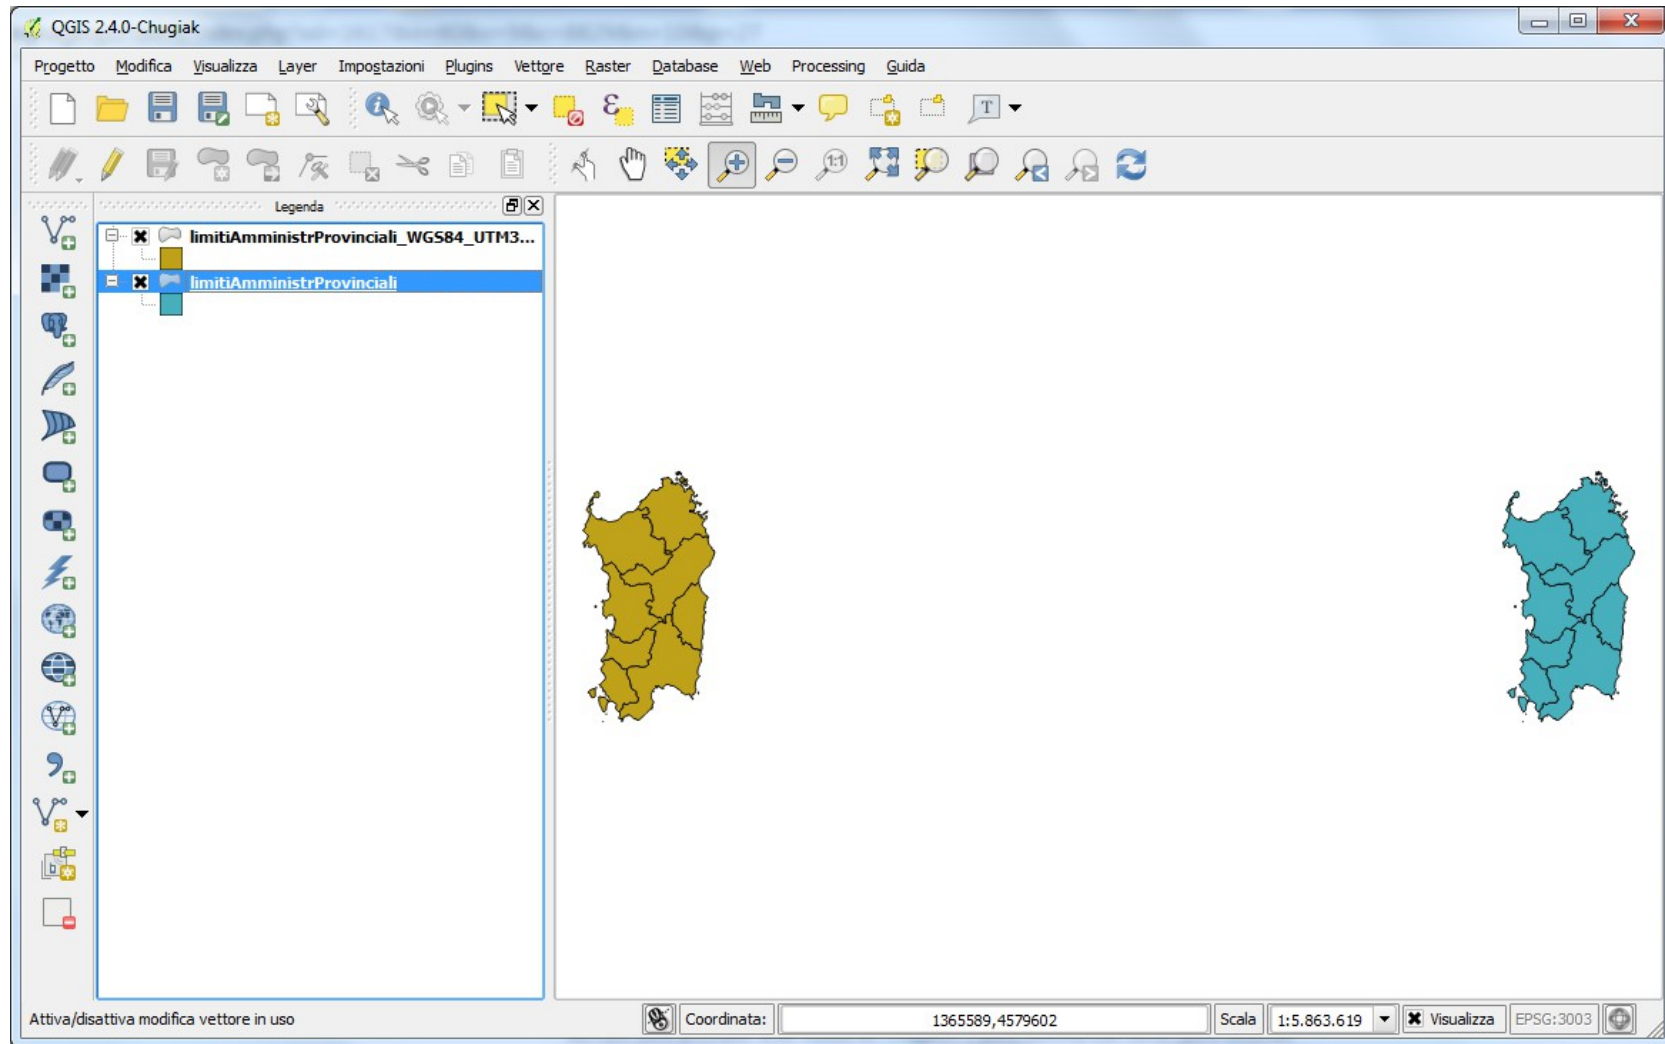 QGIS 2.4.0-Chugiak
Progetto Modifica Visualizza Layer Impostazioni Plugins Vettore Raster Database Web Processing Guida
Legenda
limitiAmministrProvinciali_WGS84_UTM3...
limitiAmministrProvinciali
Attiva/disattiva modifica vettore in uso Coordinata: 1365589,4579602 Scala 1:5.863.619 Visualizza EPSG:3003